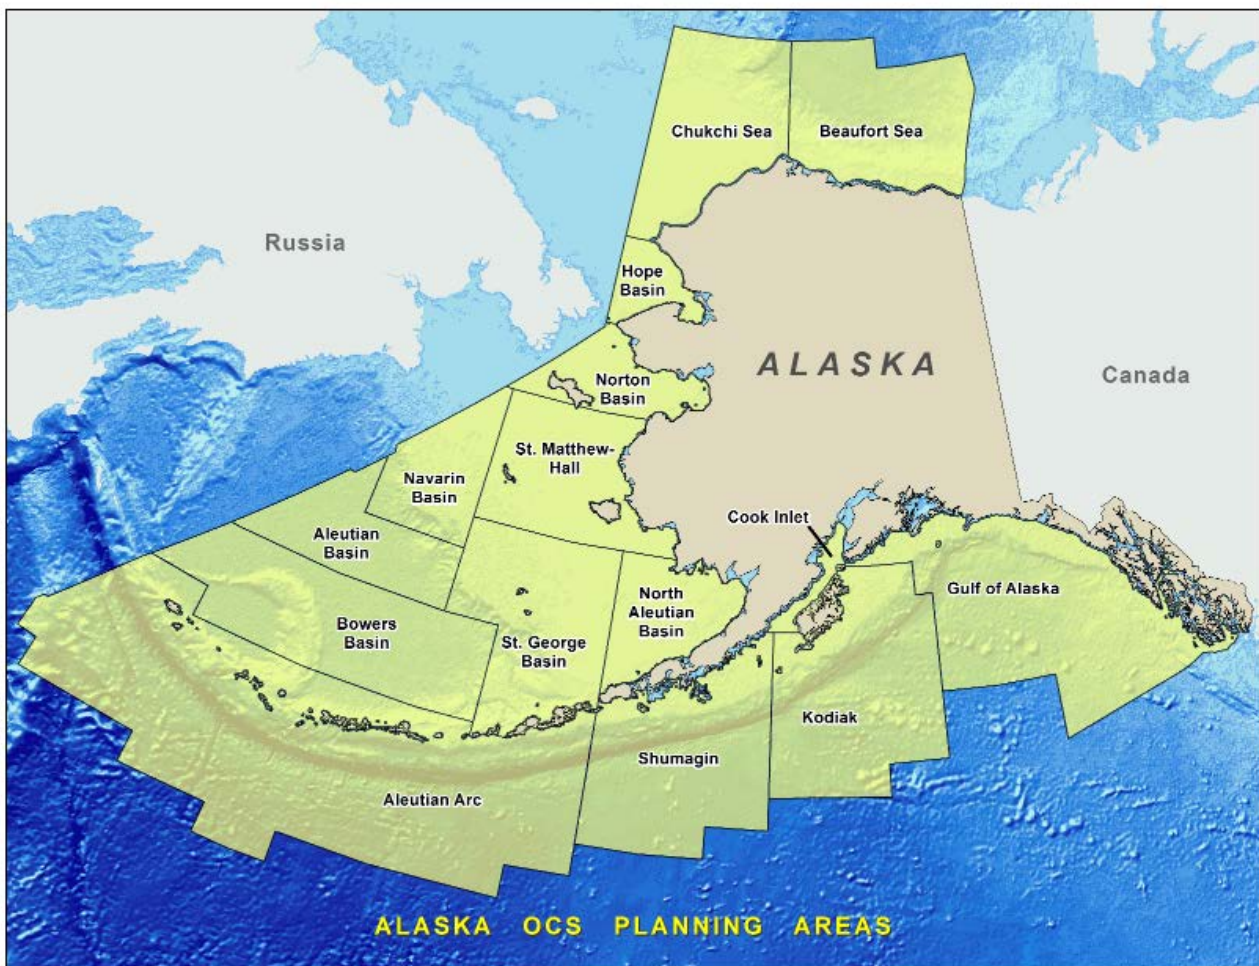 Chukchi Sea
Beaufort Sea
Russia
Hope
Basin
ALASKA
Canada
Norton
Basin
St. Matthew-
Hall
Navarin
Basin
Cook Inlet
Aleutian
Basin
North
Aleutian
Basin
Gulf of Alaska
Bowers
Basin
St. George
Basin
Kodiak
Shumagin
Aleutian Arc
ALASKA OCS PLANNING AREAS